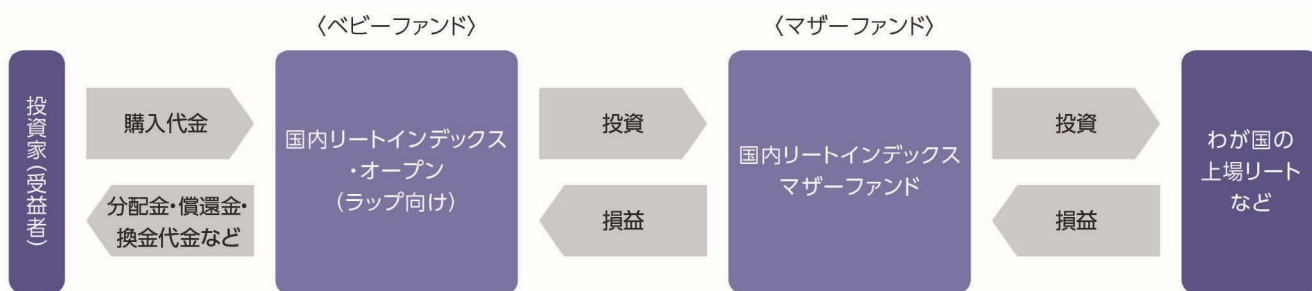 〈ベビーファンド〉
〈マザーファンド〉
投資家(受益者)
購入代金
分配金・償還金・
換金代金など
国内リートインデックス
・オープン
(ラップ向け)
投資
損益
国内リートインデックス
マザーファンド
投資
損益
わが国の
上場リート
など